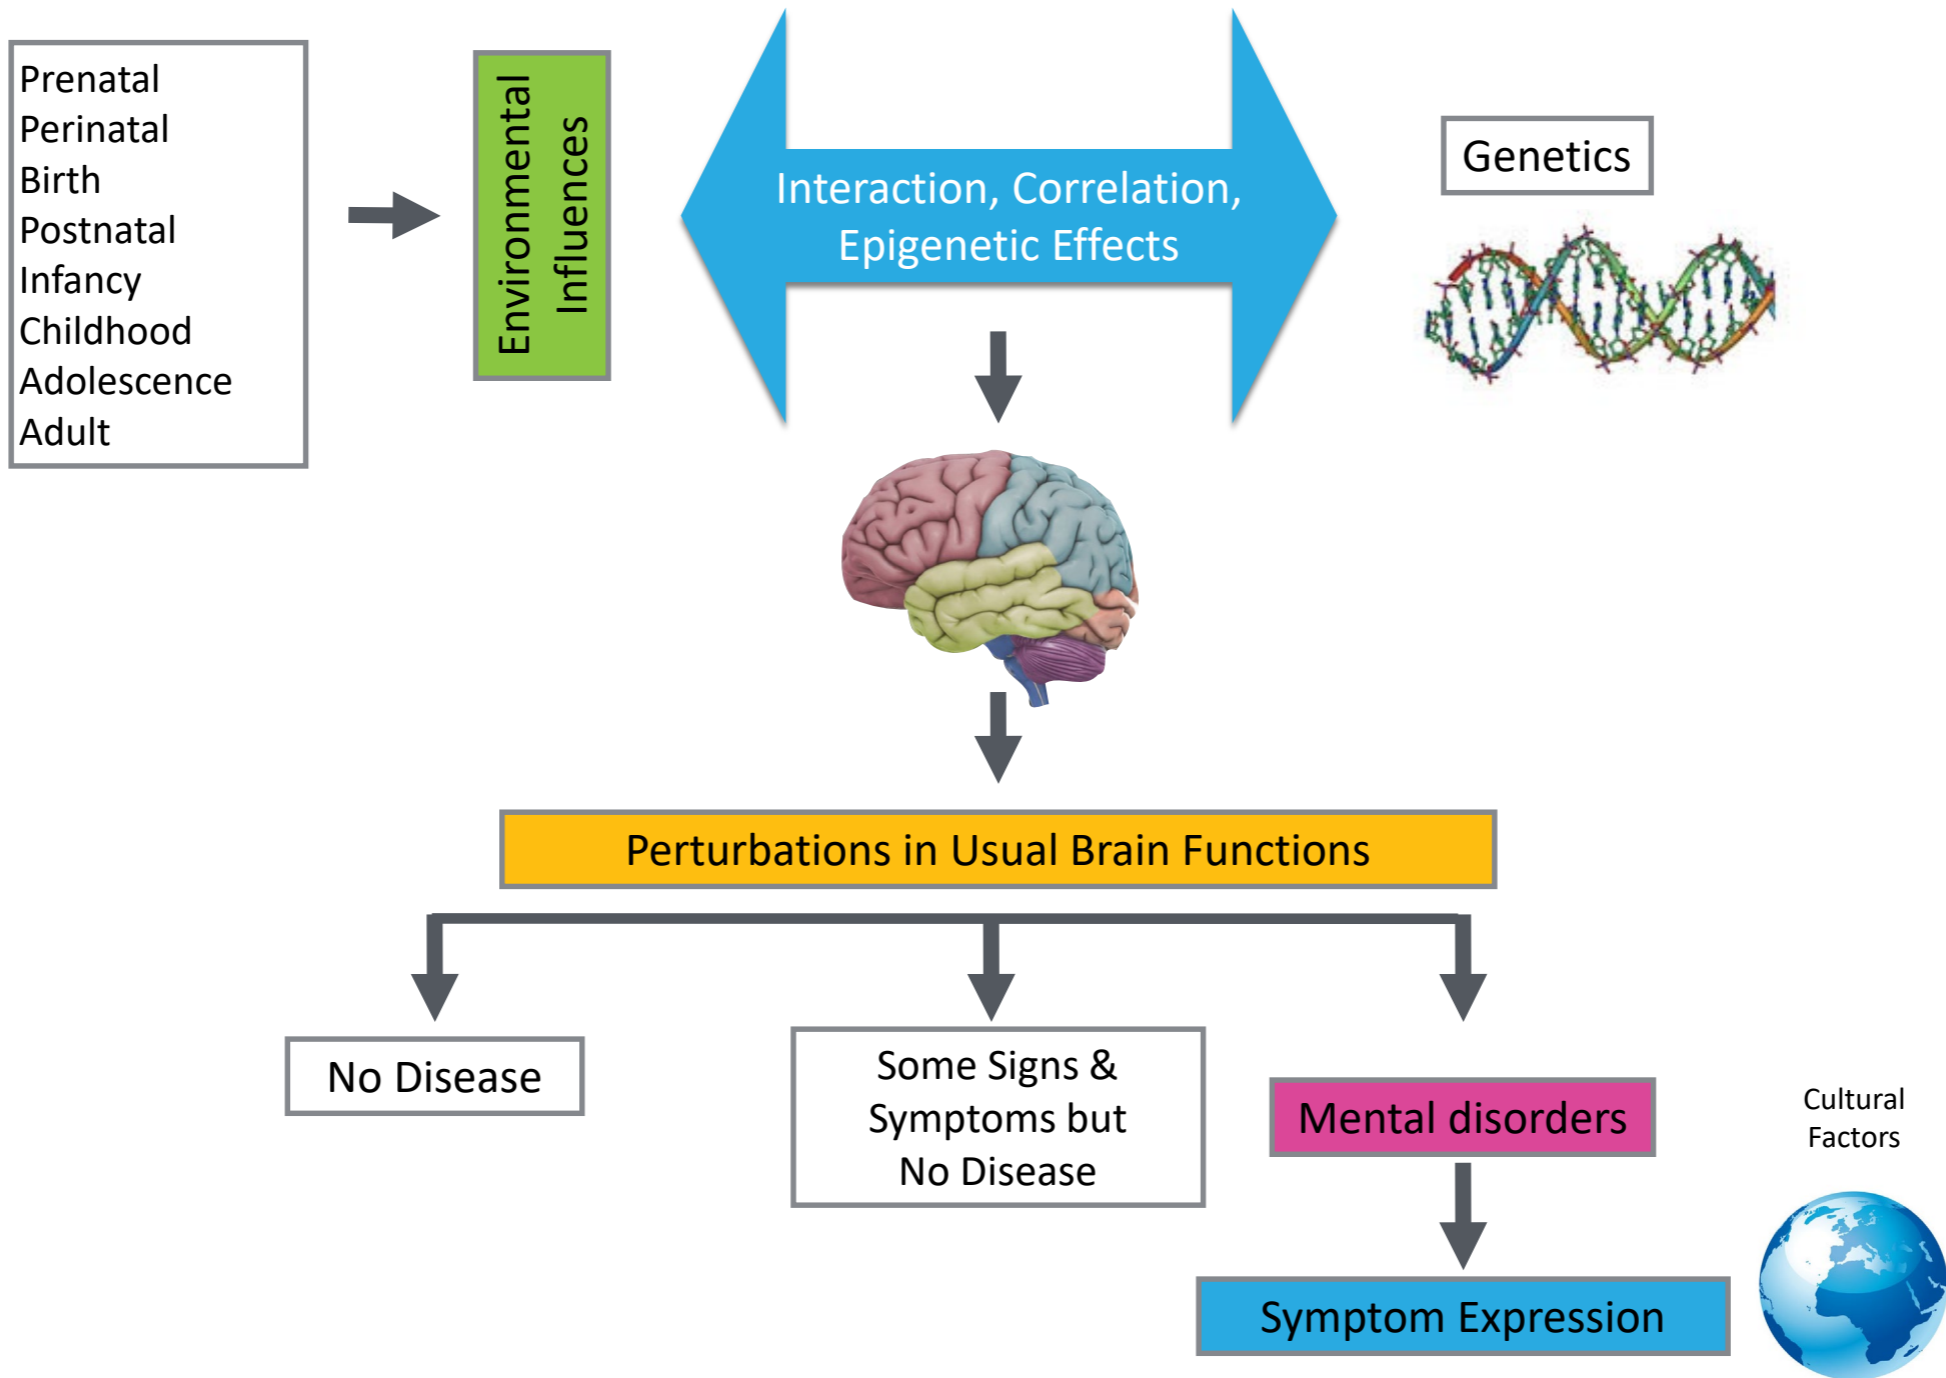 Prenatal
Perinatal
Birth
Postnatal
Infancy
Childhood
Adolescence
Adult
Environmental
Influences
Interaction, Correlation,
Epigenetic Effects
Genetics
Perturbations in Usual Brain Functions
No Disease
Some Signs &
Symptoms but
No Disease
Mental disorders
Cultural
Factors
Symptom Expression